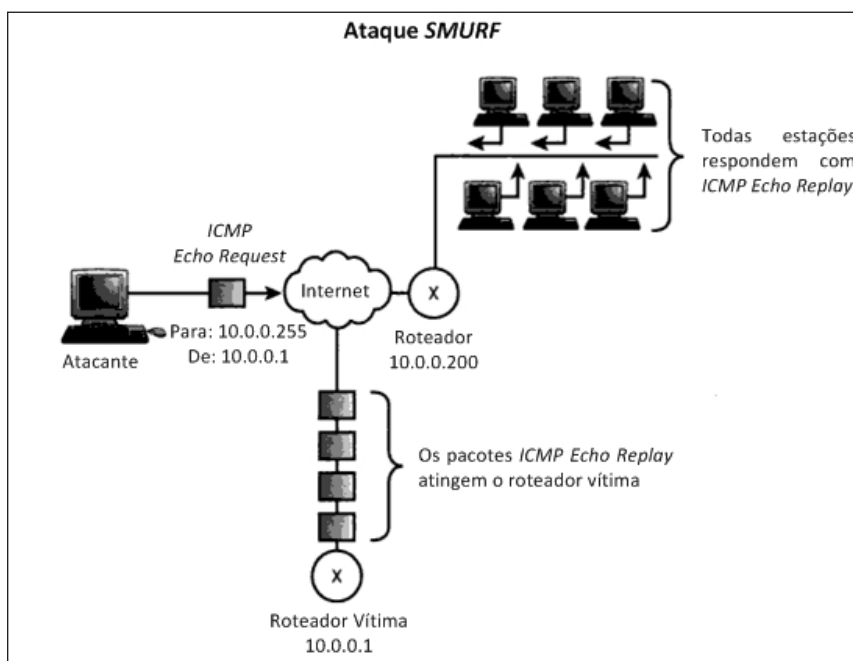 Ataque SMURF
Todas estações
respondem com
ICMP Echo Replay
ICMP
Echo Request
Internet
X
Roteador
10.0.0.200
Atacante
Para: 10.0.0.255
De: 10.0.0.1
Os pacotes ICMP Echo Replay
atingem o roteador vítima
X
Roteador Vítima
10.0.0.1